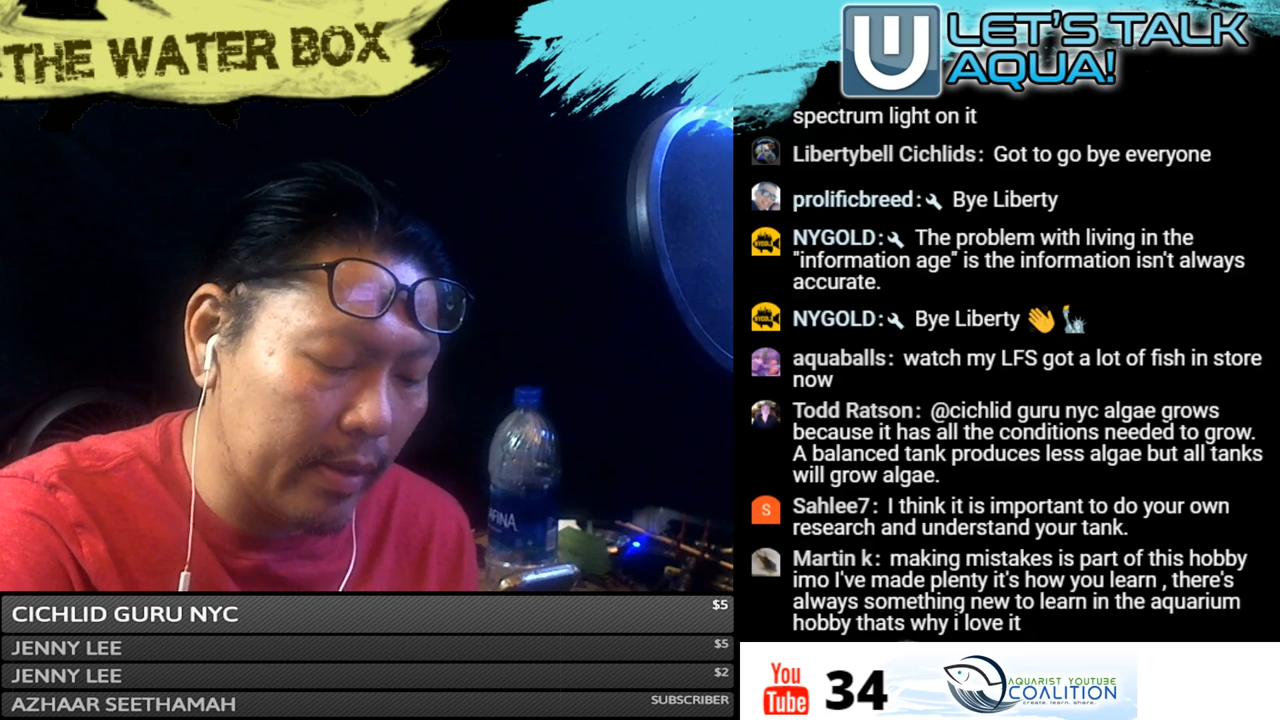 THE WATER BOX
LET'S TALK
AQUA!
spectrum light on it
Libertybell Cichlids: Got to go bye everyone
prolificbreed: Bye Liberty
NYGOLD: The problem with living in the
"information age" is the information isn't always
accurate.
NYGOLD: Bye Liberty 👋🗽
aquaballs: watch my LFS got a lot of fish in store
now
Todd Ratson: @cichlid guru nyc algae grows
because it has all the conditions needed to grow.
A balanced tank produces less algae but all tanks
will grow algae.
S
Sahlee7: I think it is important to do your own
research and understand your tank.
Martin k: making mistakes is part of this hobby
imo I've made plenty it's how you learn , there's
always something new to learn in the aquarium
hobby thats why i love it
AFINA
CICHLID GURU NYC $5
JENNY LEE $5
JENNY LEE $2
AZHAAR SEETHAMAH SUBSCRIBER
You
Tube
34
AQUARIST YOUTUBE
COALITION
create. learn. share.